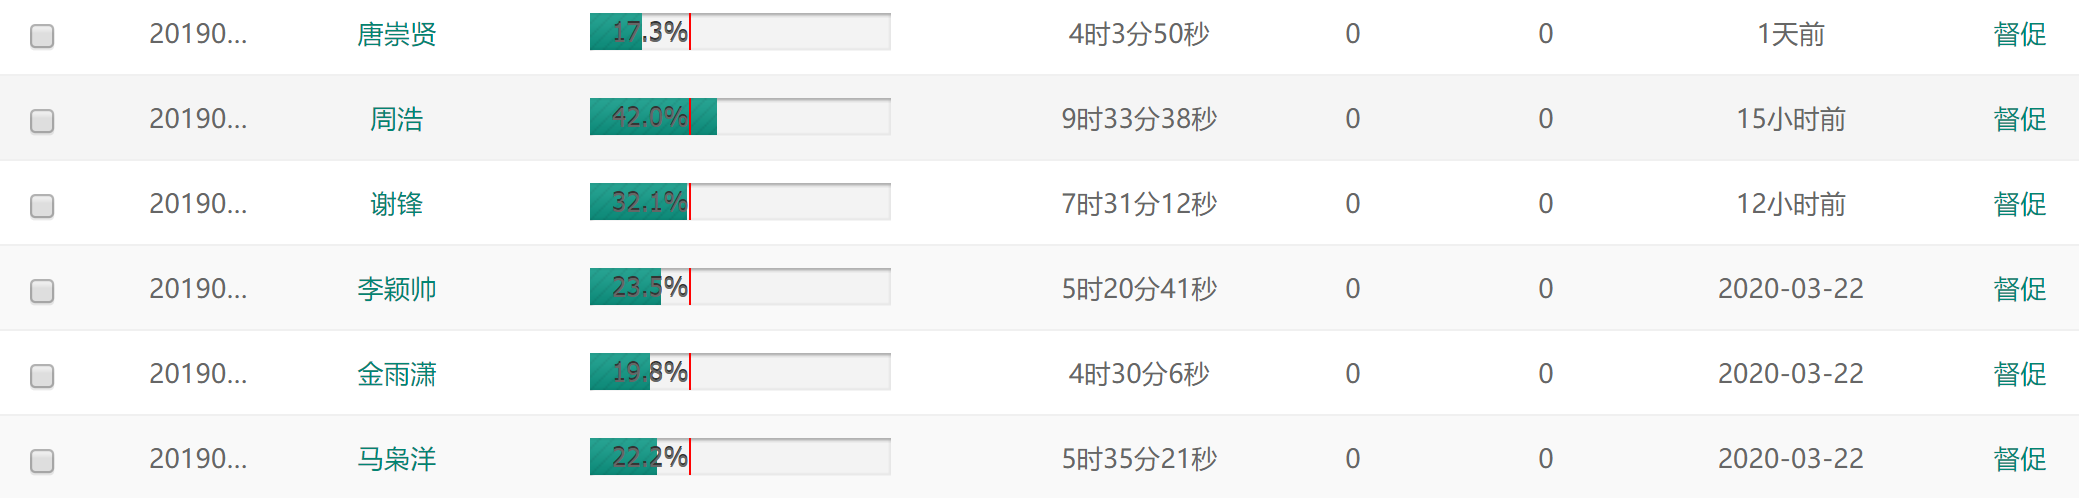 20190... 唐崇贤 17.3% 4时3分50秒 0 0 1天前 督促
20190... 周浩 42.0% 9时33分38秒 0 0 15小时前 督促
20190... 谢锋 32.1% 7时31分12秒 0 0 12小时前 督促
20190... 李颖帅 23.5% 5时20分41秒 0 0 2020-03-22 督促
20190... 金雨潇 19.8% 4时30分6秒 0 0 2020-03-22 督促
20190... 马枭洋 22.2% 5时35分21秒 0 0 2020-03-22 督促